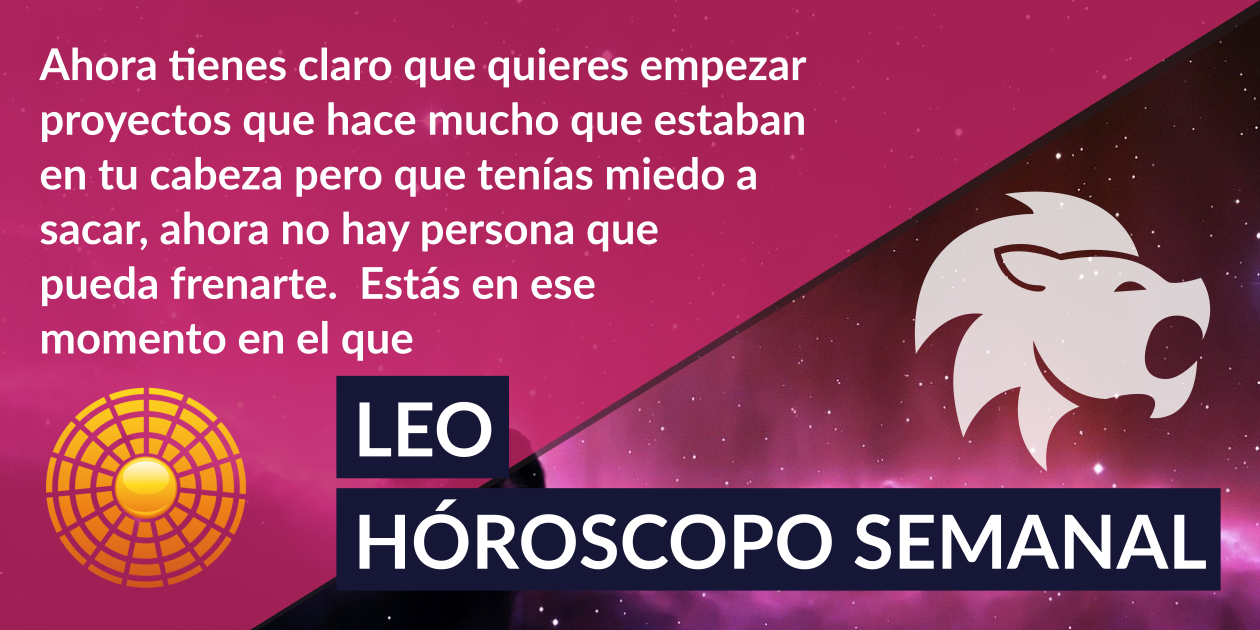 Ahora tienes claro que quieres empezar
proyectos que hace mucho que estaban
en tu cabeza pero que tenías miedo a
sacar, ahora no hay persona que
pueda frenarte.  Estás en ese
momento en el que
LEO
HÓROSCOPO SEMANAL